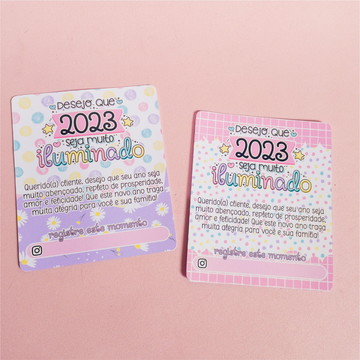 DESEJO QUE
2023
seja muito
iluminado
Querido(a) cliente, desejo que seu ano seja
muito abençoado, repleto de prosperidade,
amor e felicidade! Que este novo ano traga
muita alegria para você e sua família!
registre este momento
DESEJO QUE
2023
seja muito
iluminado
Querido(a) cliente, desejo que seu ano seja
muito abençoado, repleto de prosperidade,
amor e felicidade! Que este novo ano traga
muita alegria para você e sua família!
registre este momento